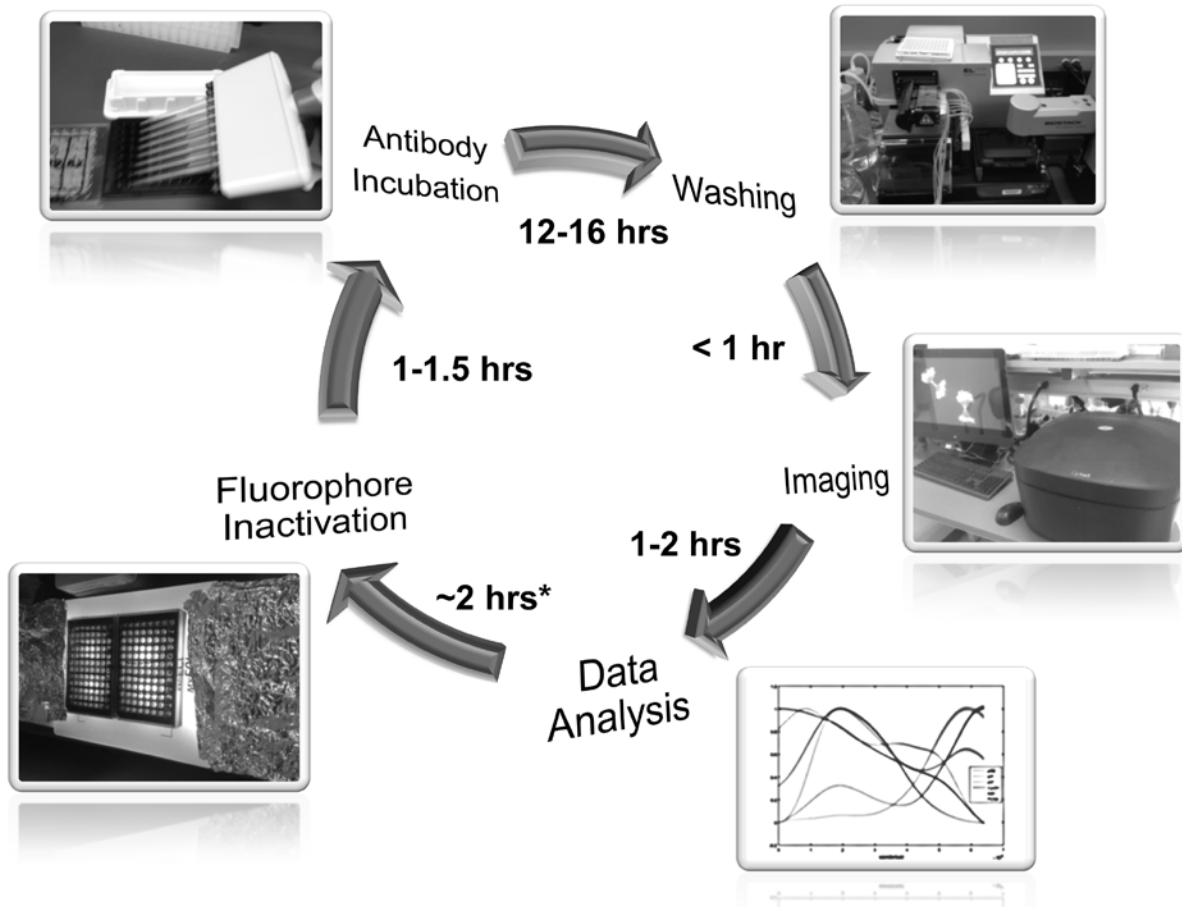 Antibody
Incubation
12-16 hrs
Washing
< 1 hr
Imaging
1-2 hrs
Data
Analysis
~2 hrs*
Fluorophore
Inactivation
1-1.5 hrs